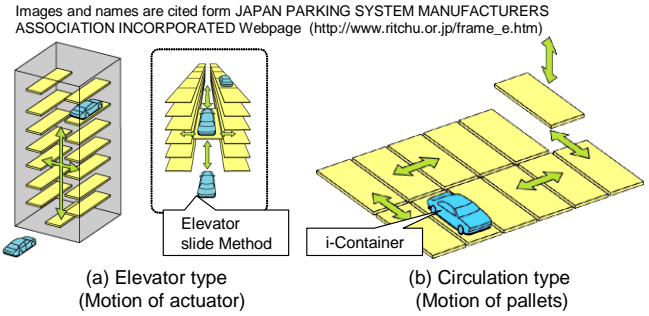 Images and names are cited form JAPAN PARKING SYSTEM MANUFACTURERS
ASSOCIATION INCORPORATED Webpage (http://www.ritchu.or.jp/frame_e.htm)
Elevator
slide Method
i-Container
(a) Elevator type
(Motion of actuator)
(b) Circulation type
(Motion of pallets)